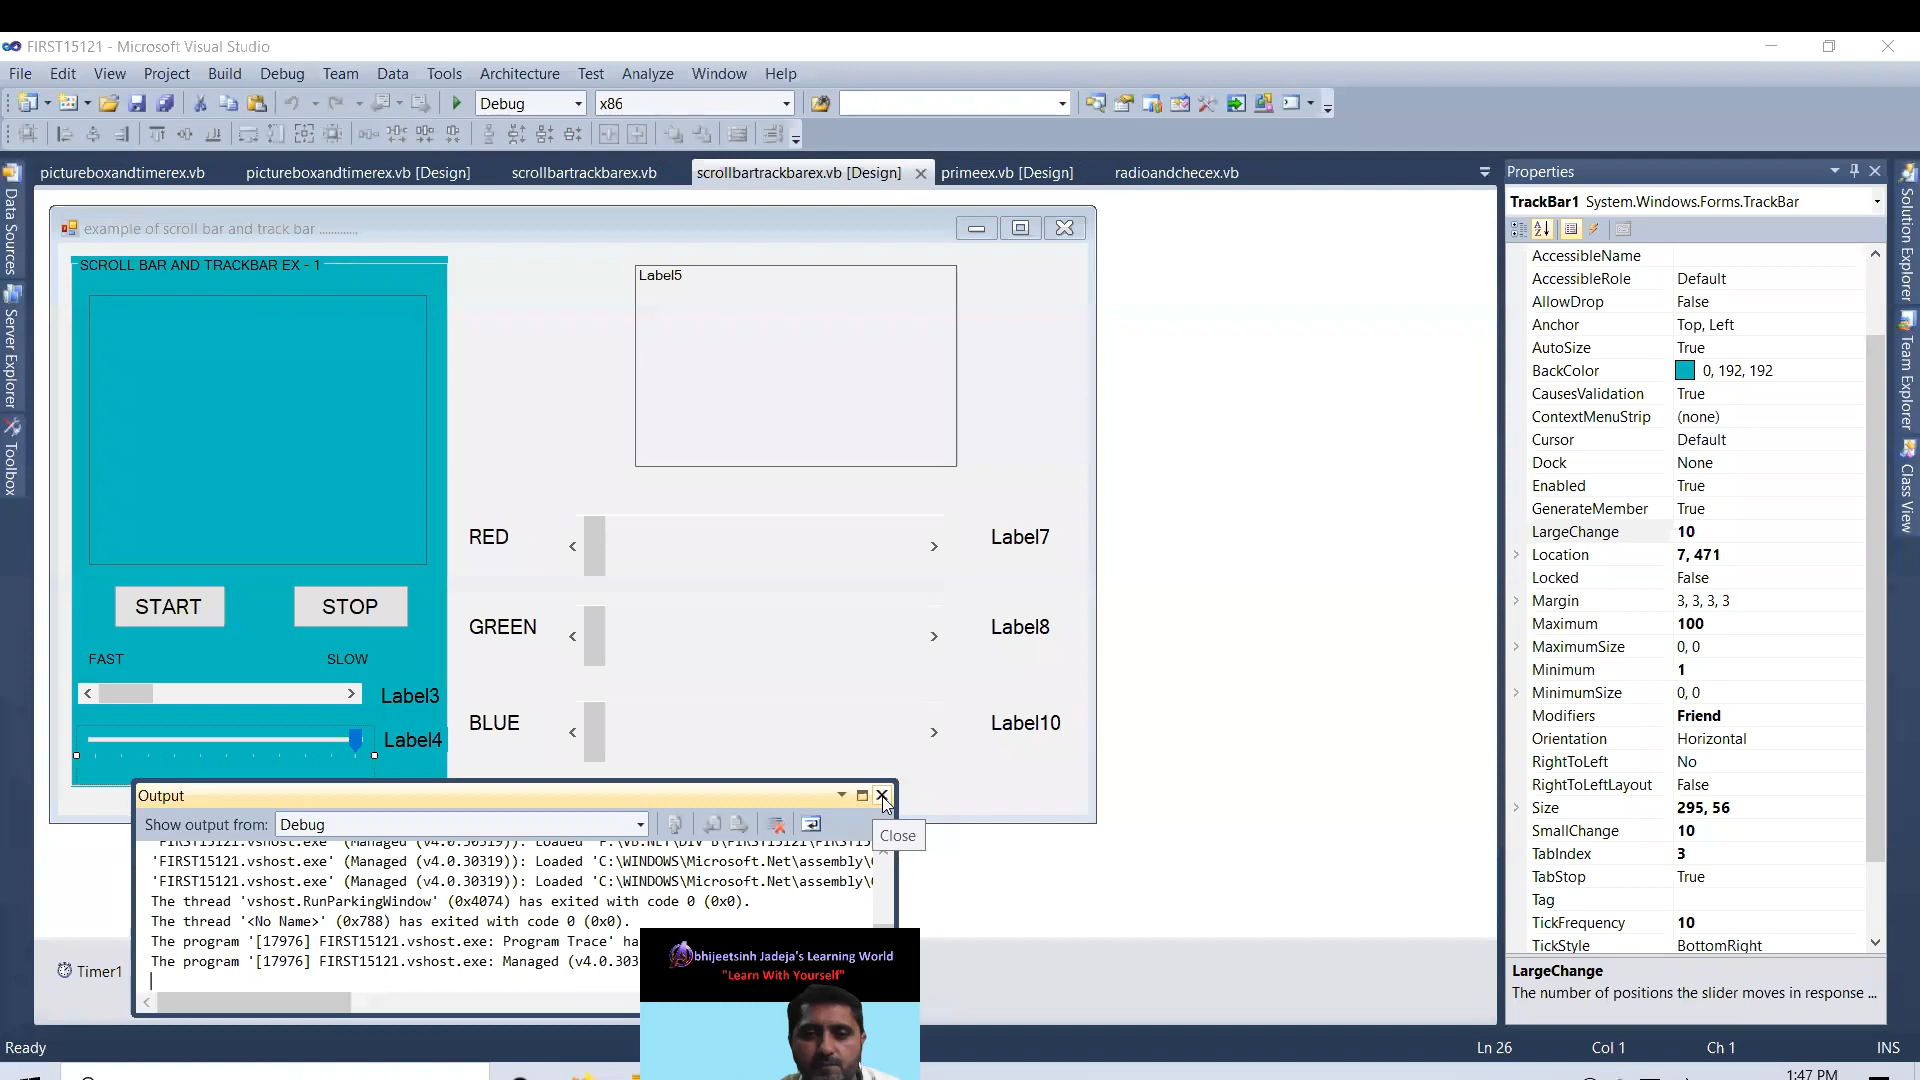 FIRST15121 - Microsoft Visual Studio
File Edit View Project Build Debug Team Data Tools Architecture Test Analyze Window Help
Debug x86
pictureboxandtimerex.vb pictureboxandtimerex.vb [Design] scrollbartrackbarex.vb scrollbartrackbarex.vb [Design] primeex.vb [Design] radioandchecex.vb
Data Sources
Server Explorer
Toolbox
example of scroll bar and track bar ............
SCROLL BAR AND TRACKBAR EX - 1
Label5
RED Label7
START STOP
GREEN Label8
FAST SLOW
Label3
BLUE Label10
Label4
Output
Show output from: Debug
Close
'FIRST15121.vshost.exe' (Managed (v4.0.30319)): Loaded 'F:\VB.NET\DIV B\FIRST15121\FIRST15
'FIRST15121.vshost.exe' (Managed (v4.0.30319)): Loaded 'C:\WINDOWS\Microsoft.Net\assembly\
'FIRST15121.vshost.exe' (Managed (v4.0.30319)): Loaded 'C:\WINDOWS\Microsoft.Net\assembly\
The thread 'vshost.RunParkingWindow' (0x4074) has exited with code 0 (0x0).
The thread '<No Name>' (0x788) has exited with code 0 (0x0).
The program '[17976] FIRST15121.vshost.exe: Program Trace' ha
The program '[17976] FIRST15121.vshost.exe: Managed (v4.0.303
Timer1
bhijeetsinh Jadeja's Learning World
"Learn With Yourself"
Properties
TrackBar1 System.Windows.Forms.TrackBar
AccessibleName
AccessibleRole Default
AllowDrop False
Anchor Top, Left
AutoSize True
BackColor 0, 192, 192
CausesValidation True
ContextMenuStrip (none)
Cursor Default
Dock None
Enabled True
GenerateMember True
LargeChange 10
Location 7, 471
Locked False
Margin 3, 3, 3, 3
Maximum 100
MaximumSize 0, 0
Minimum 1
MinimumSize 0, 0
Modifiers Friend
Orientation Horizontal
RightToLeft No
RightToLeftLayout False
Size 295, 56
SmallChange 10
TabIndex 3
TabStop True
Tag
TickFrequency 10
TickStyle BottomRight
LargeChange
The number of positions the slider moves in response ...
Solution Explorer
Team Explorer
Class View
Ready Ln 26 Col 1 Ch 1 INS
1:47 PM